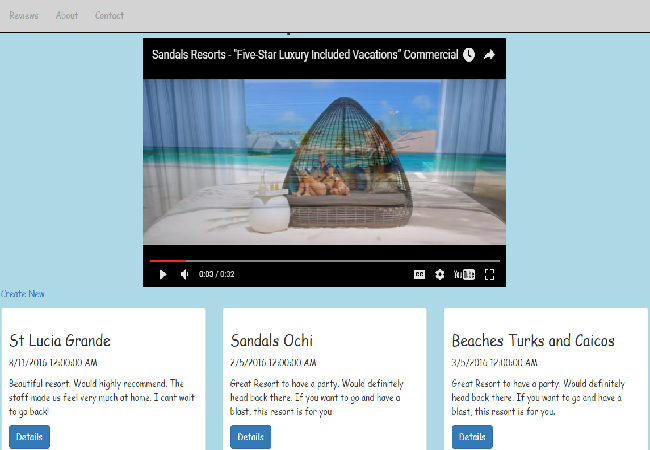 Reviews About Contact
Sandals Resorts - "Five-Star Luxury Included Vacations" Commercial
0:03 / 0:32 CC YouTube
Create New
St Lucia Grande
8/11/2016 12:00:00 AM
Beautiful resort. Would highly recommend. The
staff made us feel very much at home. I cant wait
to go back!
Details
Sandals Ochi
2/5/2016 12:00:00 AM
Great Resort to have a party. Would definitely
head back there. If you want to go and have a
blast, this resort is for you
Details
Beaches Turks and Caicos
3/5/2016 12:00:00 AM
Great Resort to have a party. Would definitely
head back there. If you want to go and have a
blast, this resort is for you.
Details